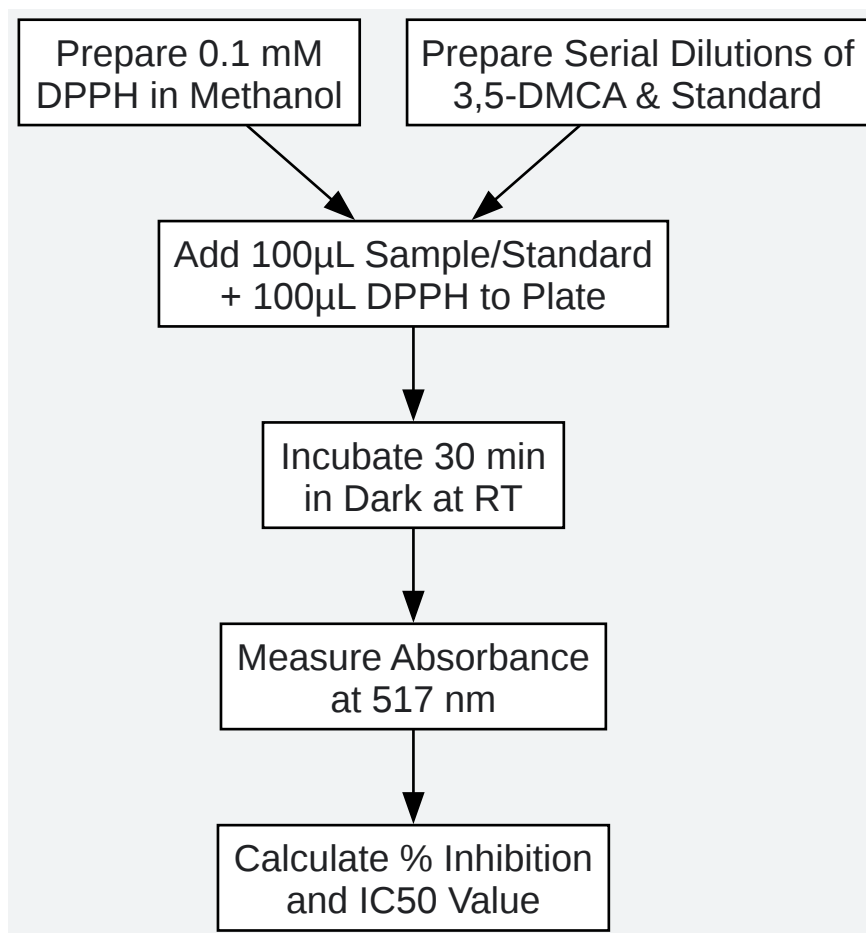 Prepare 0.1 mM
DPPH in Methanol
Prepare Serial Dilutions of
3,5-DMCA & Standard
Add 100µL Sample/Standard
+ 100µL DPPH to Plate
Incubate 30 min
in Dark at RT
Measure Absorbance
at 517 nm
Calculate % Inhibition
and IC50 Value